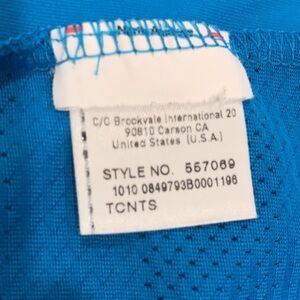 C/O Brookvale International 20
90810 Carson CA
United States (U.S.A.)
STYLE NO. 557069
1010 0849793B0001196
TCNTS